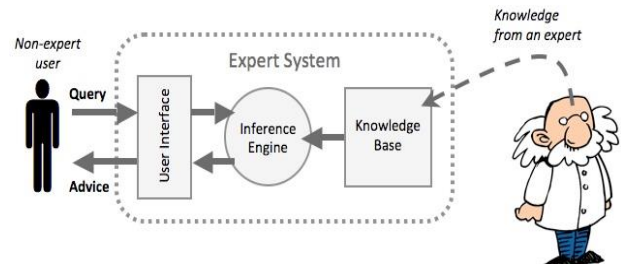 Non-expert
user
Query
Advice
Expert System
User Interface
Inference
Engine
Knowledge
Base
Knowledge
from an expert